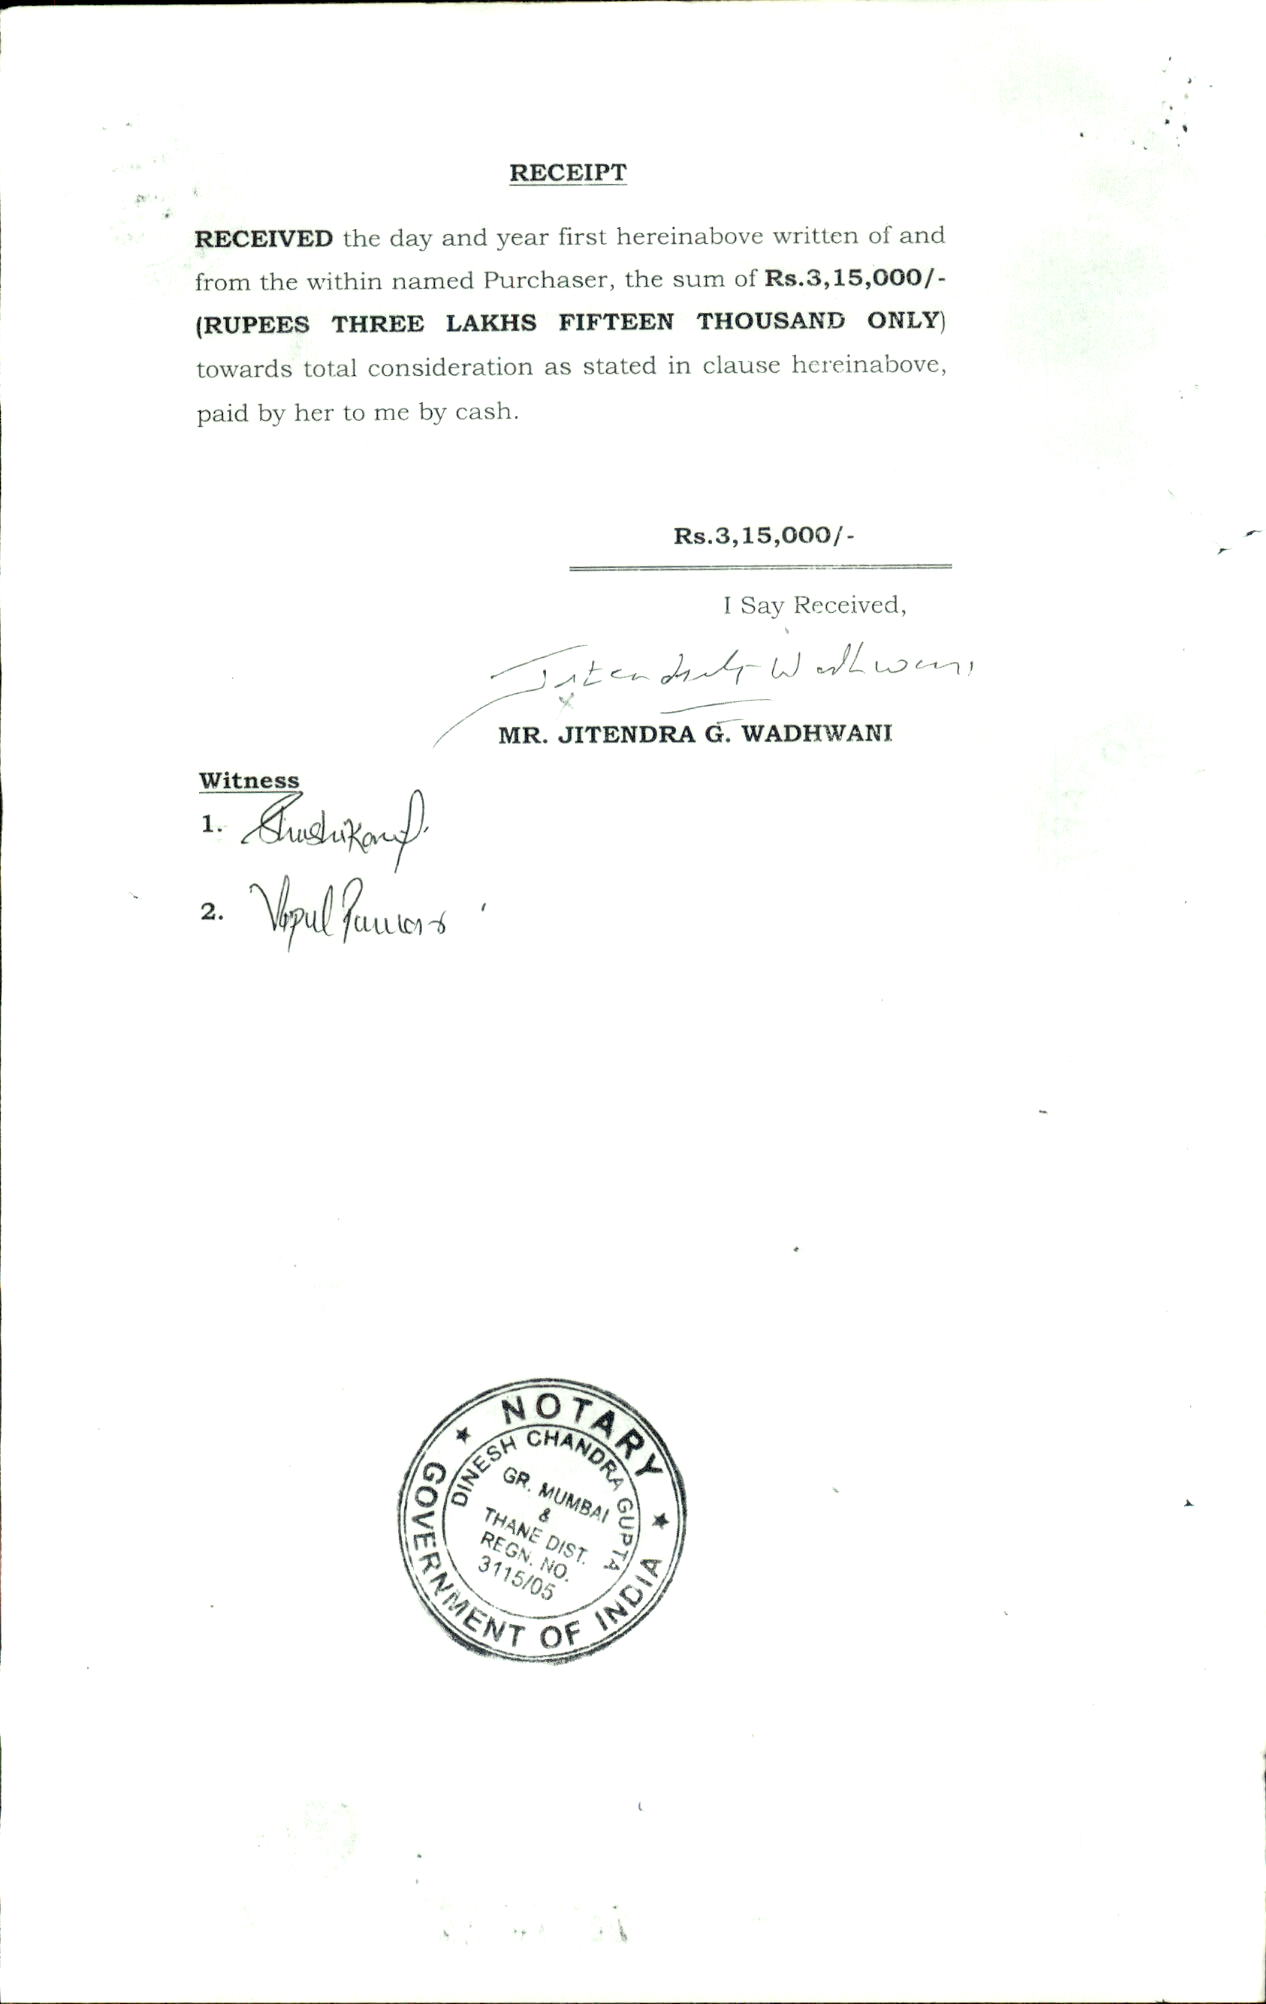 RECEIPT
RECEIVED the day and year first hereinabove written of and
from the within named Purchaser, the sum of Rs.3,15,000/-
(RUPEES THREE LAKHS FIFTEEN THOUSAND ONLY)
towards total consideration as stated in clause hereinabove,
paid by her to me by cash.
Rs.3,15,000/-
I Say Received,
Jitendra G Wadhwani
MR. JITENDRA G. WADHWANI
Witness
1. Shashikant
2. Vipul Panwar
NOTARY
GOVERNMENT OF INDIA
DINESH CHANDRA GUPTA
GR. MUMBAI
&
THANE DIST.
REGN. NO.
3115/05